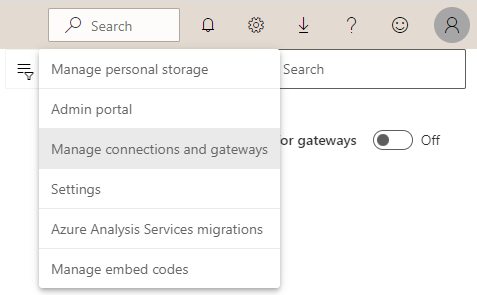 Search
Manage personal storage
Search
Admin portal
Manage connections and gateways
or gateways
Off
Settings
Azure Analysis Services migrations
Manage embed codes